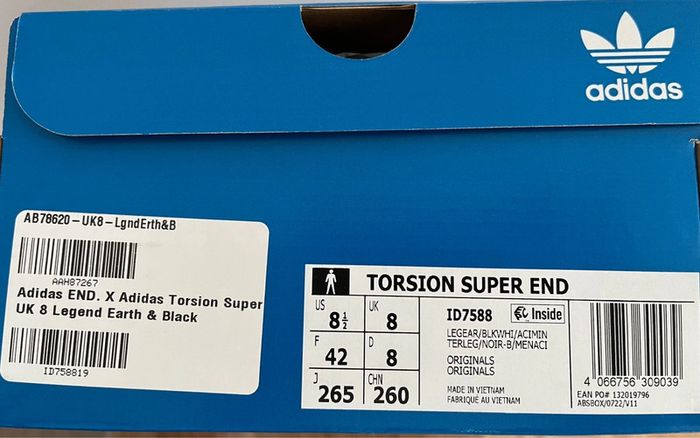 adidas
AB78620-UK8-LgndErth&B
AAH87267
Adidas END. X Adidas Torsion Super
UK 8 Legend Earth & Black
ID758819
TORSION SUPER END
US 8½
UK 8
F 42
D 8
J 265
CHN 260
ID7588
Inside
LEGEAR/BLKWHI/ACIMIN
TERLEG/NOIR-B/MENACI
ORIGINALS
ORIGINALS
MADE IN VIETNAM
FABRIQUÉ AU VIETNAM
4 066756 309039
EAN PO# 132019796
ABSBOX/0722/V11